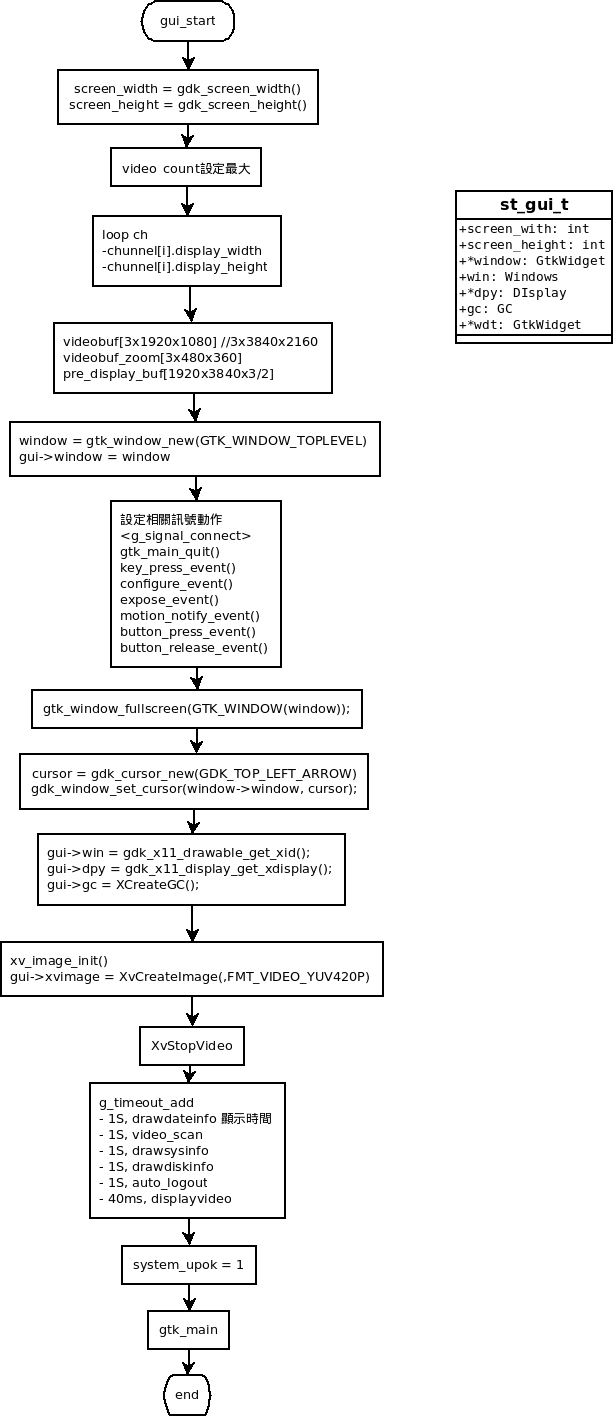 gui_start
screen_width = gdk_screen_width()
screen_height = gdk_screen_height()
video count設定最大
loop ch
-chunnel[i].display_width
-chunnel[i].display_height
videobuf[3x1920x1080] //3x3840x2160
videobuf_zoom[3x480x360]
pre_display_buf[1920x3840x3/2]
window = gtk_window_new(GTK_WINDOW_TOPLEVEL)
gui->window = window
設定相關訊號動作
<g_signal_connect>
gtk_main_quit()
key_press_event()
configure_event()
expose_event()
motion_notify_event()
button_press_event()
button_release_event()
gtk_window_fullscreen(GTK_WINDOW(window));
cursor = gdk_cursor_new(GDK_TOP_LEFT_ARROW)
gdk_window_set_cursor(window->window, cursor);
gui->win = gdk_x11_drawable_get_xid();
gui->dpy = gdk_x11_display_get_xdisplay();
gui->gc = XCreateGC();
xv_image_init()
gui->xvimage = XvCreateImage(,FMT_VIDEO_YUV420P)
XvStopVideo
g_timeout_add
- 1S, drawdateinfo 顯示時間
- 1S, video_scan
- 1S, drawsysinfo
- 1S, drawdiskinfo
- 1S, auto_logout
- 40ms, displayvideo
system_upok = 1
gtk_main
end
st_gui_t
+screen_with: int
+screen_height: int
+*window: GtkWidget
+win: Windows
+*dpy: DIsplay
+gc: GC
+*wdt: GtkWidget